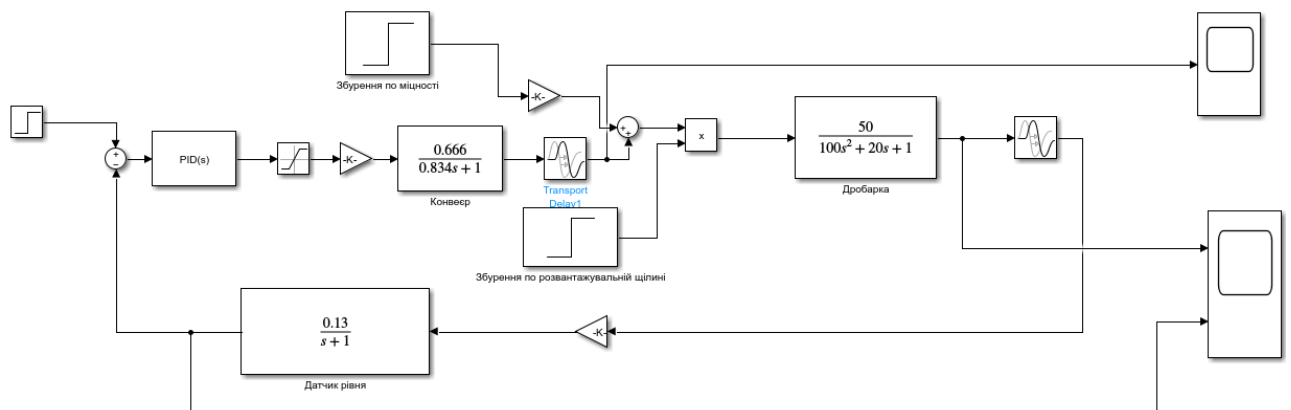 Збурення по міцності
-K-
+
+
x
50
100s² + 20s + 1
Дробарка
+
−
PID(s)
-K-
0.666
0.834s + 1
Конвеєр
Transport
Delay1
Збурення по розвантажувальній щілині
-K-
0.13
s + 1
Датчик рівня